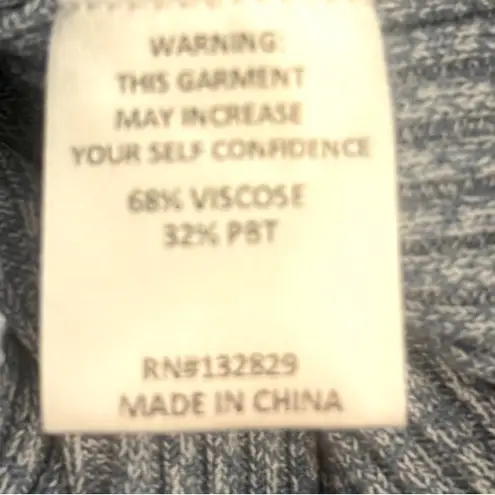 WARNING:
THIS GARMENT
MAY INCREASE
YOUR SELF CONFIDENCE
68% VISCOSE
32% PBT
RN#132829
MADE IN CHINA